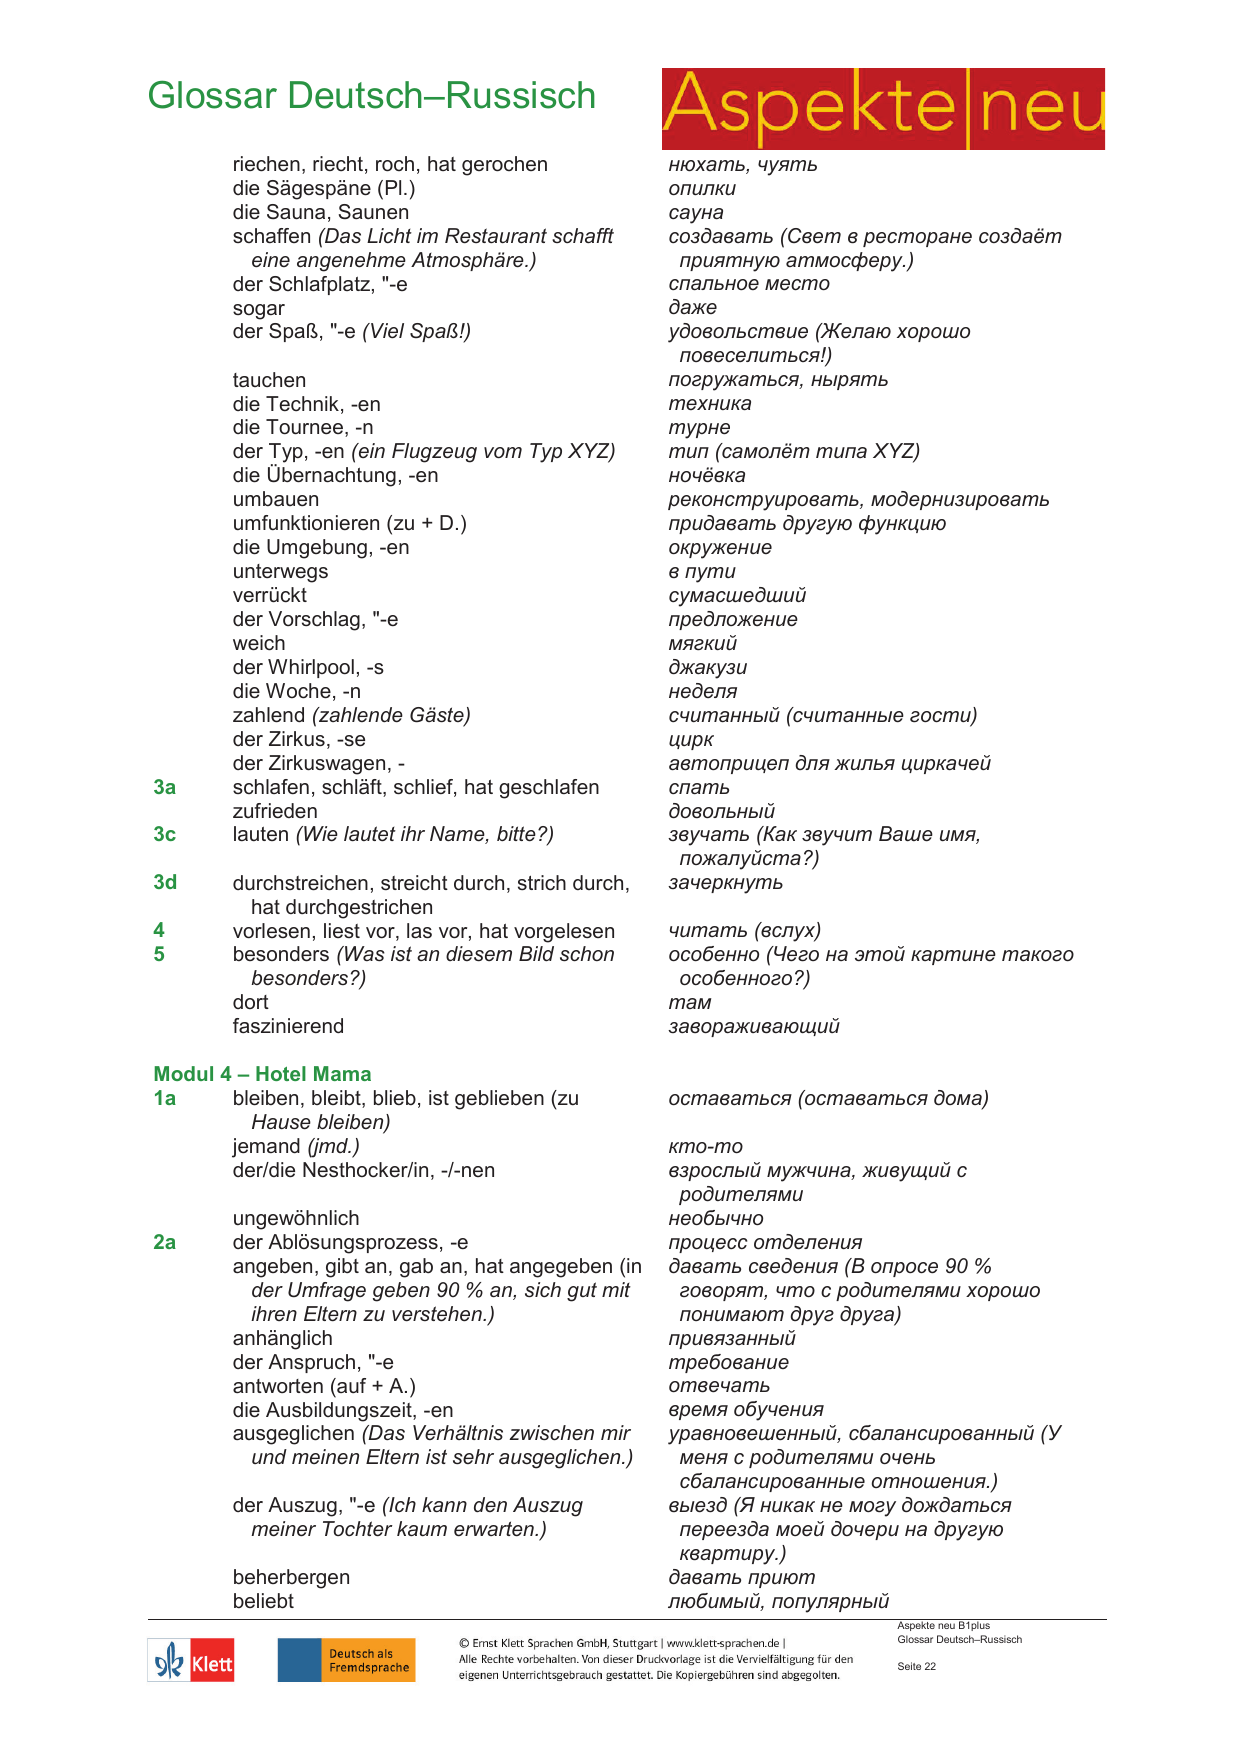 Glossar Deutsch–Russisch
Aspekte|neu
riechen, riecht, roch, hat gerochen нюхать, чуять
die Sägespäne (Pl.) опилки
die Sauna, Saunen сауна
schaffen (Das Licht im Restaurant schafft создавать (Свет в ресторане создаёт
eine angenehme Atmosphäre.) приятную атмосферу.)
der Schlafplatz, "-e спальное место
sogar даже
der Spaß, "-e (Viel Spaß!) удовольствие (Желаю хорошо
повеселиться!)
tauchen погружаться, нырять
die Technik, -en техника
die Tournee, -n турне
der Typ, -en (ein Flugzeug vom Typ XYZ) тип (самолёт типа XYZ)
die Übernachtung, -en ночёвка
umbauen реконструировать, модернизировать
umfunktionieren (zu + D.) придавать другую функцию
die Umgebung, -en окружение
unterwegs в пути
verrückt сумасшедший
der Vorschlag, "-e предложение
weich мягкий
der Whirlpool, -s джакузи
die Woche, -n неделя
zahlend (zahlende Gäste) считанный (считанные гости)
der Zirkus, -se цирк
der Zirkuswagen, - автоприцеп для жилья циркачей
3a schlafen, schläft, schlief, hat geschlafen спать
zufrieden довольный
3c lauten (Wie lautet ihr Name, bitte?) звучать (Как звучит Ваше имя,
пожалуйста?)
3d durchstreichen, streicht durch, strich durch, зачеркнуть
hat durchgestrichen
4 vorlesen, liest vor, las vor, hat vorgelesen читать (вслух)
5 besonders (Was ist an diesem Bild schon особенно (Чего на этой картине такого
besonders?) особенного?)
dort там
faszinierend завораживающий
Modul 4 – Hotel Mama
1a bleiben, bleibt, blieb, ist geblieben (zu оставаться (оставаться дома)
Hause bleiben)
jemand (jmd.) кто-то
der/die Nesthocker/in, -/-nen взрослый мужчина, живущий с
родителями
ungewöhnlich необычно
2a der Ablösungsprozess, -e процесс отделения
angeben, gibt an, gab an, hat angegeben (in давать сведения (В опросе 90 %
der Umfrage geben 90 % an, sich gut mit говорят, что с родителями хорошо
ihren Eltern zu verstehen.) понимают друг друга)
anhänglich привязанный
der Anspruch, "-e требование
antworten (auf + A.) отвечать
die Ausbildungszeit, -en время обучения
ausgeglichen (Das Verhältnis zwischen mir уравновешенный, сбалансированный (У
und meinen Eltern ist sehr ausgeglichen.) меня с родителями очень
сбалансированные отношения.)
der Auszug, "-e (Ich kann den Auszug выезд (Я никак не могу дождаться
meiner Tochter kaum erwarten.) переезда моей дочери на другую
квартиру.)
beherbergen давать приют
beliebt любимый, популярный
Klett
Deutsch als
Fremdsprache
© Ernst Klett Sprachen GmbH, Stuttgart | www.klett-sprachen.de |
Alle Rechte vorbehalten. Von dieser Druckvorlage ist die Vervielfältigung für den
eigenen Unterrichtsgebrauch gestattet. Die Kopiergebühren sind abgegolten.
Aspekte neu B1plus
Glossar Deutsch–Russisch
Seite 22